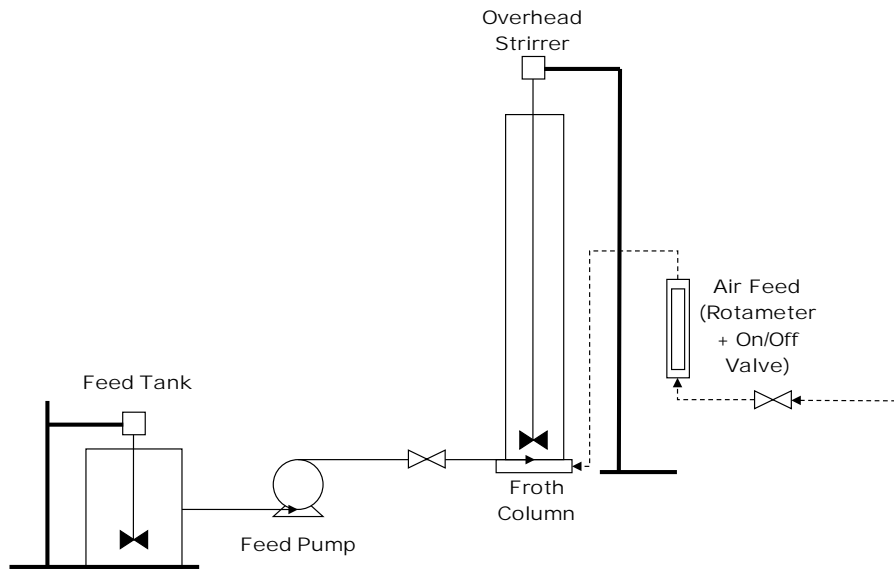 Overhead
Strirrer
Air Feed
(Rotameter
+ On/Off
Valve)
Feed Tank
Froth
Column
Feed Pump